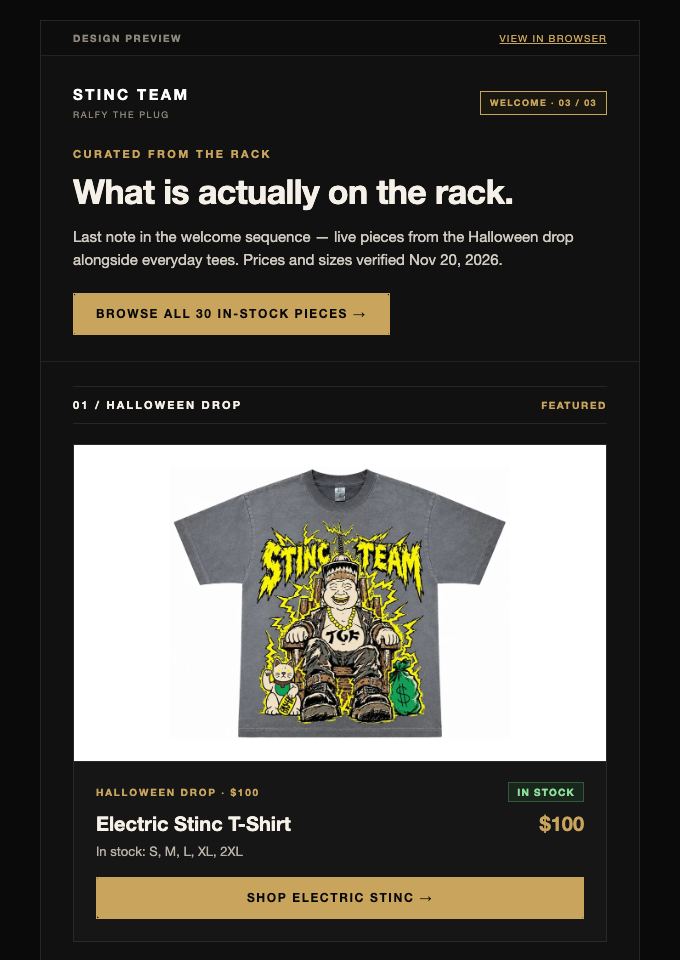 DESIGN PREVIEW
VIEW IN BROWSER
STINC TEAM
RALFY THE PLUG
WELCOME · 03 / 03
CURATED FROM THE RACK
What is actually on the rack.
Last note in the welcome sequence — live pieces from the Halloween drop
alongside everyday tees. Prices and sizes verified Nov 20, 2026.
BROWSE ALL 30 IN-STOCK PIECES →
01 / HALLOWEEN DROP
FEATURED
STINC TEAM
TGF
$
HALLOWEEN DROP · $100
IN STOCK
Electric Stinc T-Shirt
$100
In stock: S, M, L, XL, 2XL
SHOP ELECTRIC STINC →